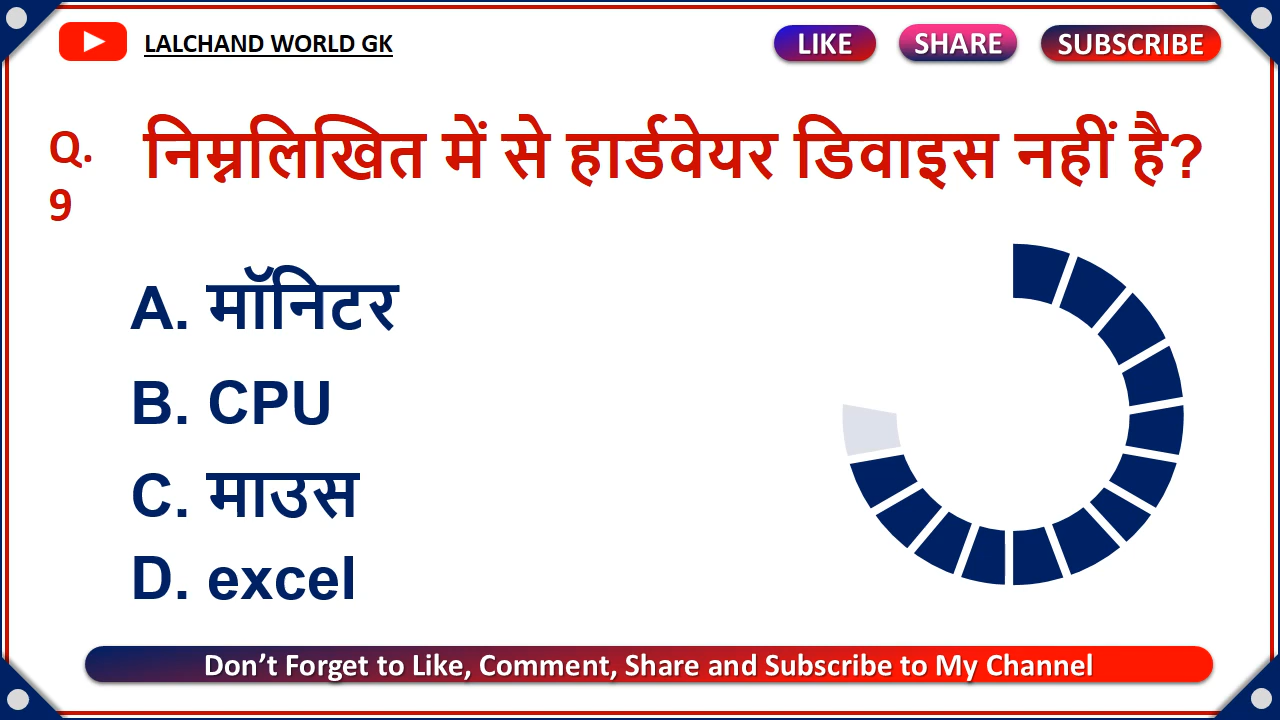 LALCHAND WORLD GK
LIKE SHARE SUBSCRIBE
Q. 9 निम्नलिखित में से हार्डवेयर डिवाइस नहीं है?
A. मॉनिटर
B. CPU
C. माउस
D. excel
Don’t Forget to Like, Comment, Share and Subscribe to My Channel